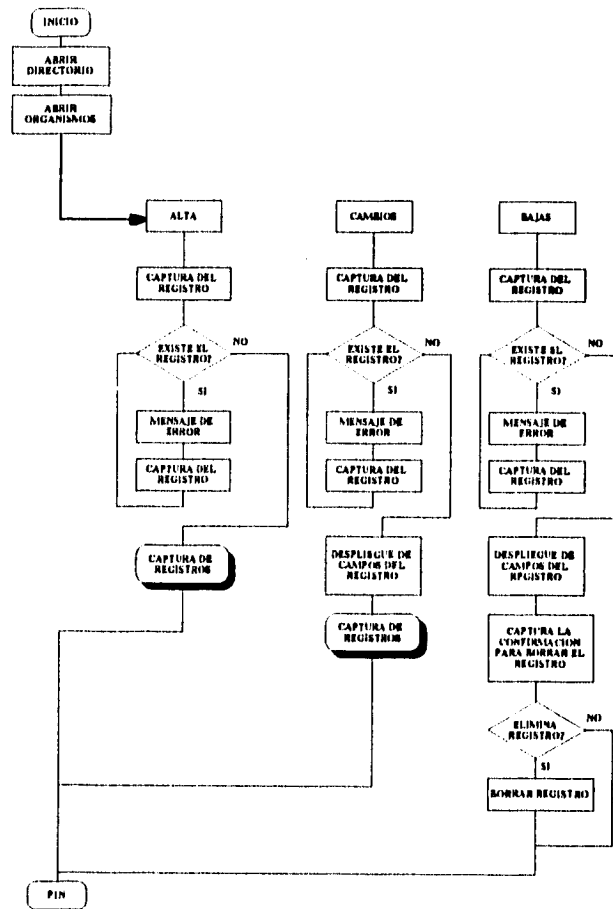 INICIO
ABRIR
DIRECTORIO
ABRIR
ORGANISMOS
ALTA
CAPTURA DEL
REGISTRO
EXISTE EL
REGISTRO?
NO
SI
MENSAJE DE
ERROR
CAPTURA DEL
REGISTRO
CAPTURA DE
REGISTROS
CAMBIOS
CAPTURA DEL
REGISTRO
EXISTE EL
REGISTRO?
NO
SI
MENSAJE DE
ERROR
CAPTURA DEL
REGISTRO
DESPLIEGUE DE
CAMPOS DEL
REGISTRO
CAPTURA DE
REGISTROS
BAJAS
CAPTURA DEL
REGISTRO
EXISTE EL
REGISTRO?
NO
SI
MENSAJE DE
ERROR
CAPTURA DEL
REGISTRO
DESPLIEGUE DE
CAMPOS DEL
REGISTRO
CAPTURA LA
CONFIRMACION
PARA BORRAR EL
REGISTRO
ELIMINA
REGISTRO?
NO
SI
BORRAR REGISTRO
FIN